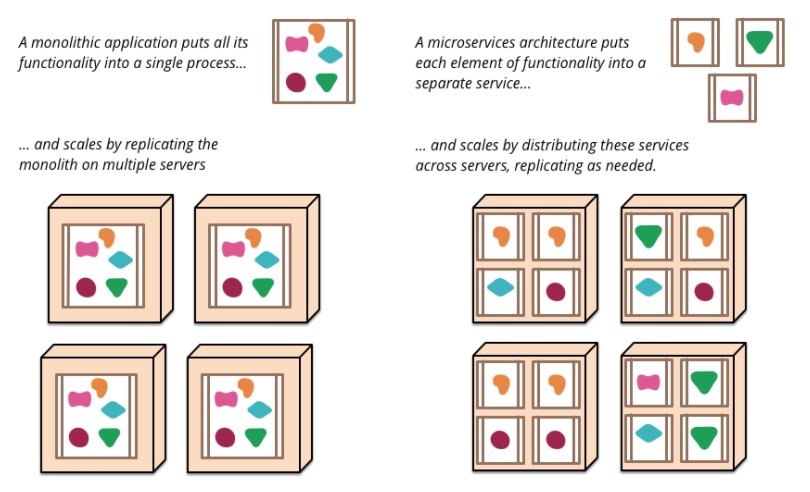 A monolithic application puts all its
functionality into a single process...
... and scales by replicating the
monolith on multiple servers
A microservices architecture puts
each element of functionality into a
separate service...
... and scales by distributing these services
across servers, replicating as needed.